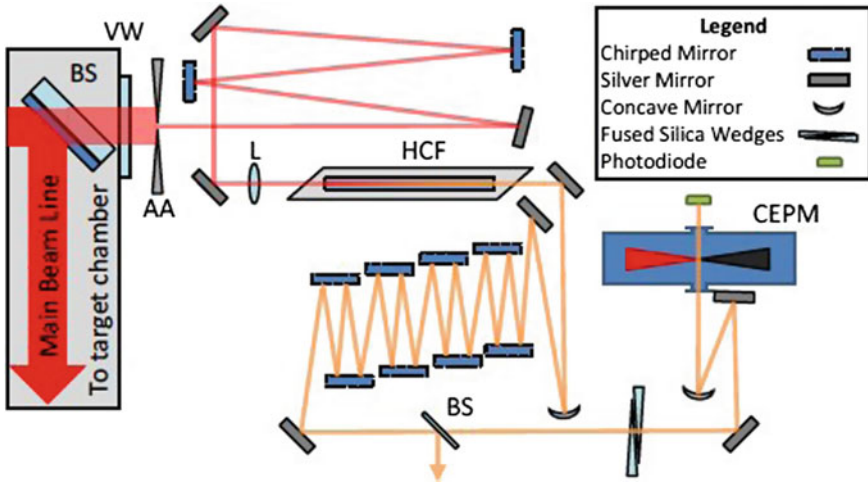 VW
BS
AA
Main Beam Line
To target chamber
L
HCF
BS
CEPM
Legend
Chirped Mirror
Silver Mirror
Concave Mirror
Fused Silica Wedges
Photodiode